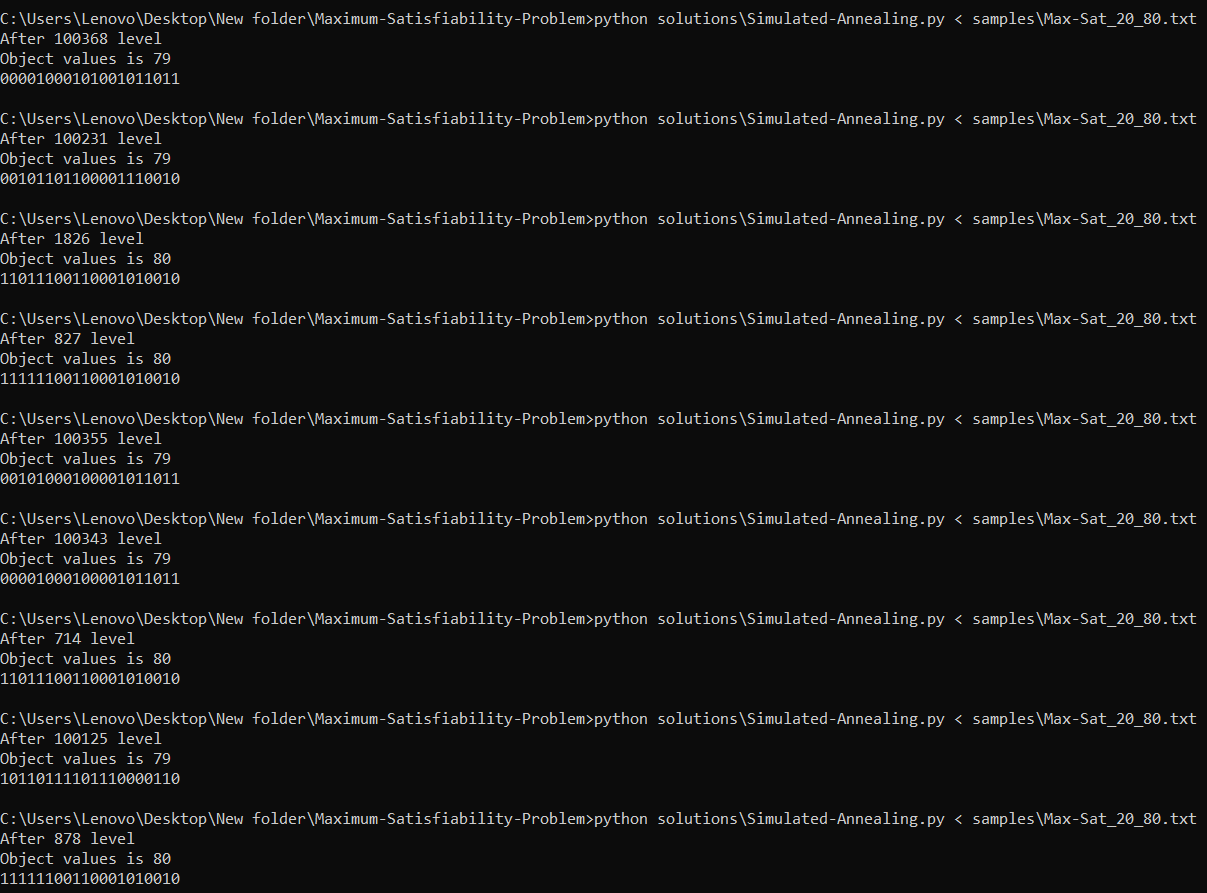 C:\Users\Lenovo\Desktop\New folder\Maximum-Satisfiability-Problem>python solutions\Simulated-Annealing.py < samples\Max-Sat_20_80.txt
After 100368 level
Object values is 79
00001000101001011011
C:\Users\Lenovo\Desktop\New folder\Maximum-Satisfiability-Problem>python solutions\Simulated-Annealing.py < samples\Max-Sat_20_80.txt
After 100231 level
Object values is 79
00101101100001110010
C:\Users\Lenovo\Desktop\New folder\Maximum-Satisfiability-Problem>python solutions\Simulated-Annealing.py < samples\Max-Sat_20_80.txt
After 1826 level
Object values is 80
11011100110001010010
C:\Users\Lenovo\Desktop\New folder\Maximum-Satisfiability-Problem>python solutions\Simulated-Annealing.py < samples\Max-Sat_20_80.txt
After 827 level
Object values is 80
11111100110001010010
C:\Users\Lenovo\Desktop\New folder\Maximum-Satisfiability-Problem>python solutions\Simulated-Annealing.py < samples\Max-Sat_20_80.txt
After 100355 level
Object values is 79
00101000100001011011
C:\Users\Lenovo\Desktop\New folder\Maximum-Satisfiability-Problem>python solutions\Simulated-Annealing.py < samples\Max-Sat_20_80.txt
After 100343 level
Object values is 79
00001000100001011011
C:\Users\Lenovo\Desktop\New folder\Maximum-Satisfiability-Problem>python solutions\Simulated-Annealing.py < samples\Max-Sat_20_80.txt
After 714 level
Object values is 80
11011100110001010010
C:\Users\Lenovo\Desktop\New folder\Maximum-Satisfiability-Problem>python solutions\Simulated-Annealing.py < samples\Max-Sat_20_80.txt
After 100125 level
Object values is 79
10110111101110000110
C:\Users\Lenovo\Desktop\New folder\Maximum-Satisfiability-Problem>python solutions\Simulated-Annealing.py < samples\Max-Sat_20_80.txt
After 878 level
Object values is 80
11111100110001010010